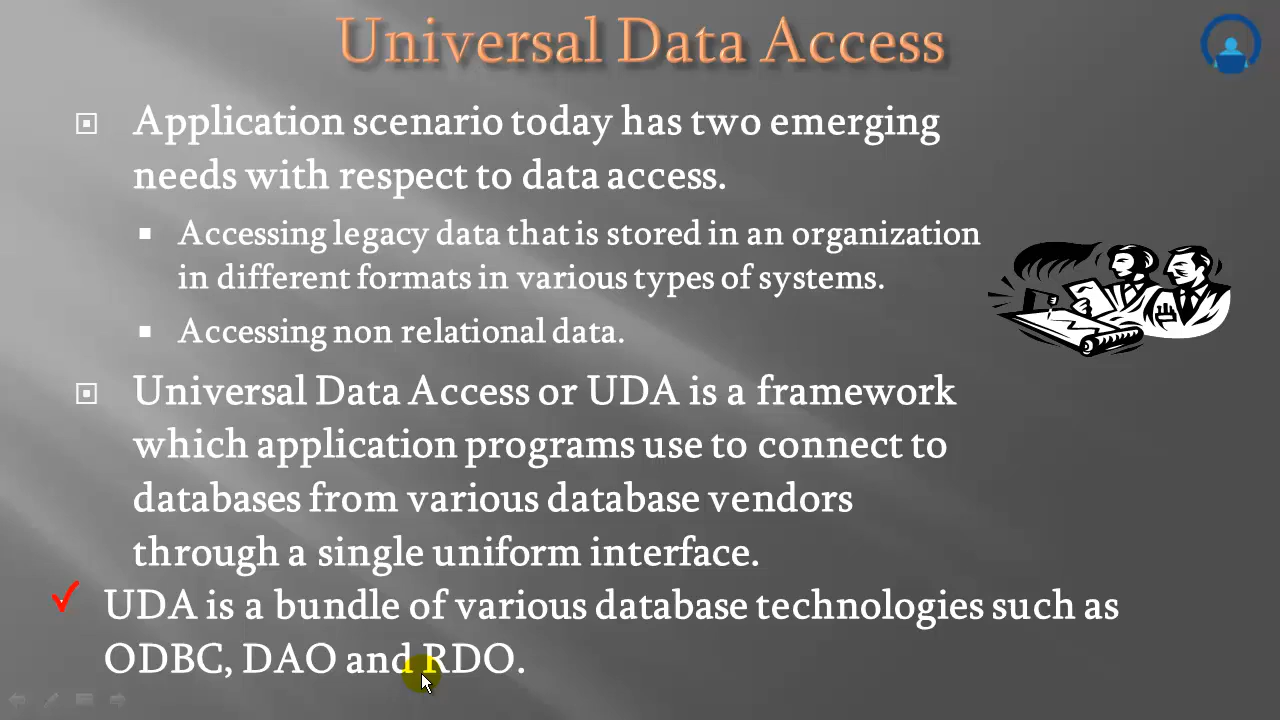 Universal Data Access
Application scenario today has two emerging
needs with respect to data access.
Accessing legacy data that is stored in an organization
in different formats in various types of systems.
Accessing non relational data.
Universal Data Access or UDA is a framework
which application programs use to connect to
databases from various database vendors
through a single uniform interface.
UDA is a bundle of various database technologies such as
ODBC, DAO and RDO.